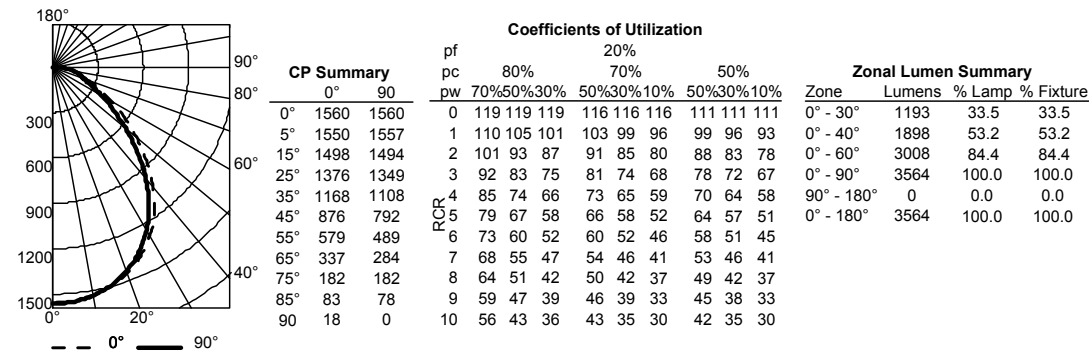 180°
90°
80°
60°
40°
300
600
900
1200
1500
0° 20°
0° 90°
CP Summary
0° 90
0° 1560 1560
5° 1550 1557
15° 1498 1494
25° 1376 1349
35° 1168 1108
45° 876 792
55° 579 489
65° 337 284
75° 182 182
85° 83 78
90 18 0
Coefficients of Utilization
pf 20%
pc 80% 70% 50%
pw 70%50%30% 50%30%10% 50%30%10%
RCR
0 119 119 119 116 116 116 111 111 111
1 110 105 101 103 99 96 99 96 93
2 101 93 87 91 85 80 88 83 78
3 92 83 75 81 74 68 78 72 67
4 85 74 66 73 65 59 70 64 58
5 79 67 58 66 58 52 64 57 51
6 73 60 52 60 52 46 58 51 45
7 68 55 47 54 46 41 53 46 41
8 64 51 42 50 42 37 49 42 37
9 59 47 39 46 39 33 45 38 33
10 56 43 36 43 35 30 42 35 30
Zonal Lumen Summary
Zone Lumens % Lamp % Fixture
0° - 30° 1193 33.5 33.5
0° - 40° 1898 53.2 53.2
0° - 60° 3008 84.4 84.4
0° - 90° 3564 100.0 100.0
90° - 180° 0 0.0 0.0
0° - 180° 3564 100.0 100.0